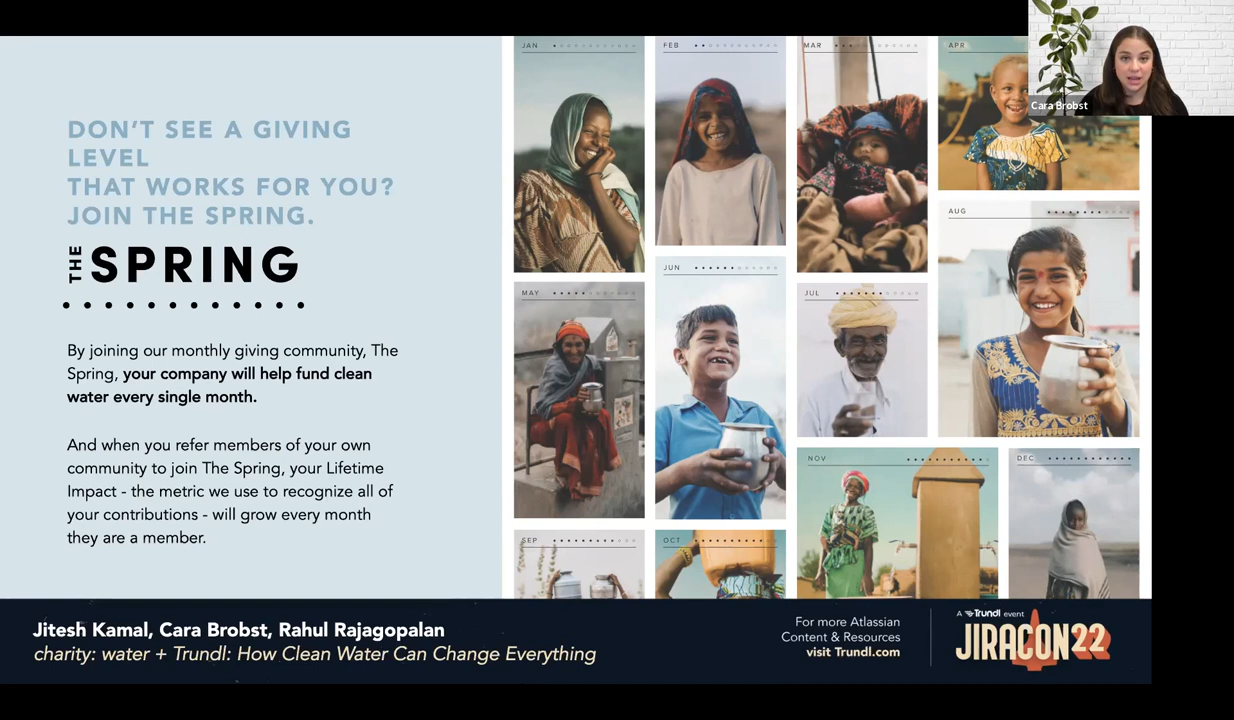 DON'T SEE A GIVING
LEVEL
THAT WORKS FOR YOU?
JOIN THE SPRING.
THE SPRING
By joining our monthly giving community, The
Spring, your company will help fund clean
water every single month.
And when you refer members of your own
community to join The Spring, your Lifetime
Impact - the metric we use to recognize all of
your contributions - will grow every month
they are a member.
JAN
FEB
MAR
APR
MAY
JUN
JUL
AUG
SEP
OCT
NOV
DEC
Cara Brobst
Jitesh Kamal, Cara Brobst, Rahul Rajagopalan
charity: water + Trundl: How Clean Water Can Change Everything
For more Atlassian
Content & Resources
visit Trundl.com
A Trundl event
JIRACON22